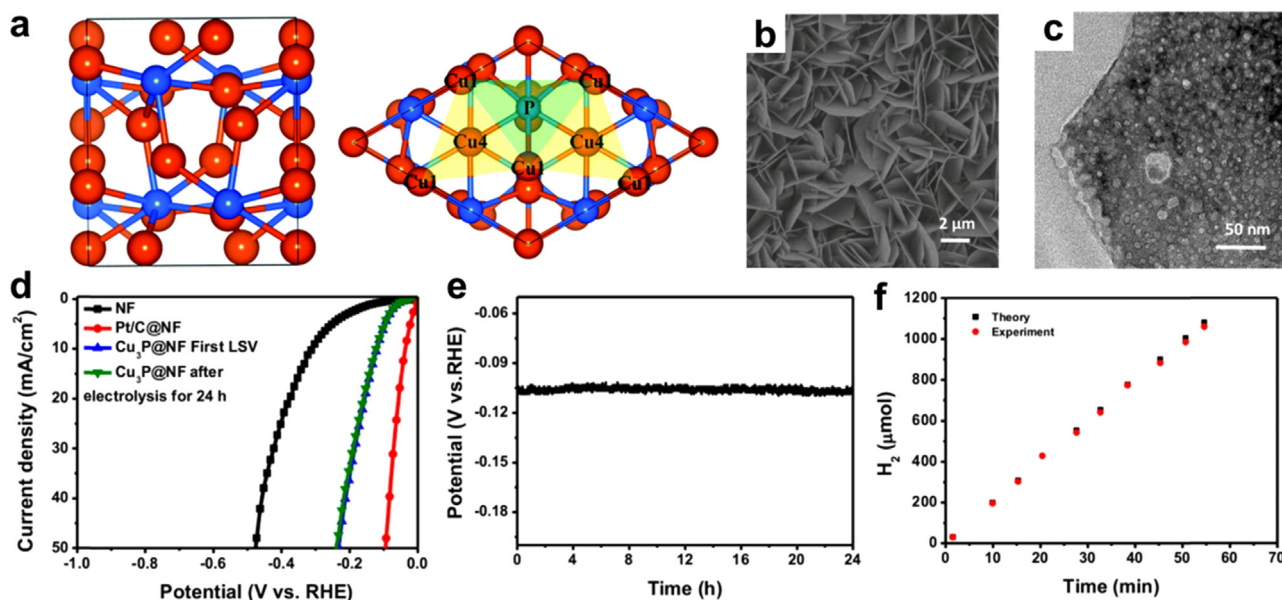 a
Cu1
Cu1
P
Cu4
Cu4
Cu1
Cu1
Cu1
b
2 µm
c
50 nm
d
NF
Pt/C@NF
Cu₃P@NF First LSV
Cu₃P@NF after
electrolysis for 24 h
Current density (mA/cm²)
0
10
20
30
40
50
-1.0
-0.8
-0.6
-0.4
-0.2
0.0
Potential (V vs. RHE)
e
Potential (V vs.RHE)
-0.06
-0.09
-0.12
-0.15
-0.18
0
4
8
12
16
20
24
Time (h)
f
Theory
Experiment
H₂ (µmol)
1200
1000
800
600
400
200
0
0
10
20
30
40
50
60
70
Time (min)